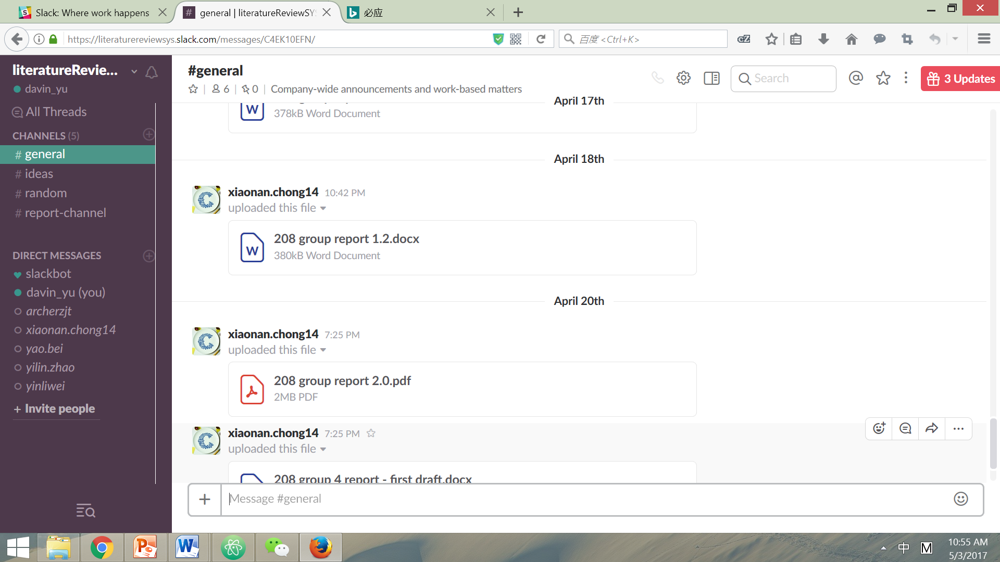 Slack: Where work happens
general | literatureReviewSY
必应
https://literaturereviewsys.slack.com/messages/C4EK10EFN/
百度 <Ctrl+K>
literatureRevie...
davin_yu
All Threads
CHANNELS (5)
# general
# ideas
# random
# report-channel
DIRECT MESSAGES
slackbot
davin_yu (you)
archerzjt
xiaonan.chong14
yao.bei
yilin.zhao
yinliwei
+ Invite people
#general
6 | 0 | Company-wide announcements and work-based matters
Search
3 Updates
April 17th
378kB Word Document
April 18th
xiaonan.chong14 10:42 PM
uploaded this file
W
208 group report 1.2.docx
380kB Word Document
April 20th
xiaonan.chong14 7:25 PM
uploaded this file
208 group report 2.0.pdf
2MB PDF
xiaonan.chong14 7:25 PM
uploaded this file
208 group 4 report - first draft.docx
Message #general
中
M
10:55 AM
5/3/2017